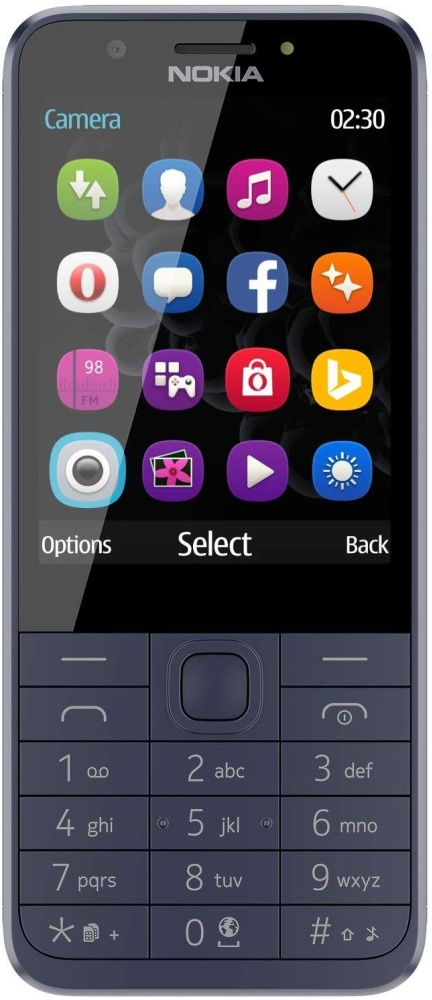 NOKIA
Camera 02:30
98
FM
Options Select Back
1 2 abc 3 def
4 ghi 5 jkl 6 mno
7 pqrs 8 tuv 9 wxyz
* + 0 #